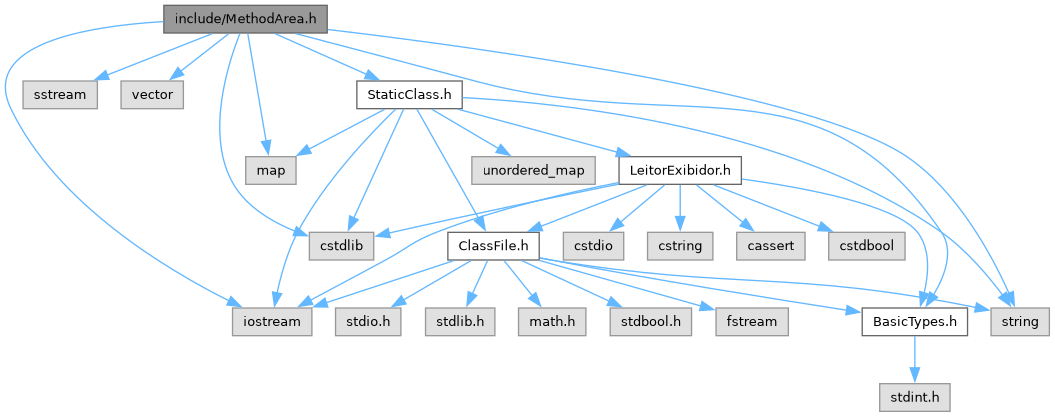 include/MethodArea.h
sstream
vector
StaticClass.h
map
unordered_map
LeitorExibidor.h
cstdlib
ClassFile.h
cstdio
cstring
cassert
cstdbool
iostream
stdio.h
stdlib.h
math.h
stdbool.h
fstream
BasicTypes.h
string
stdint.h